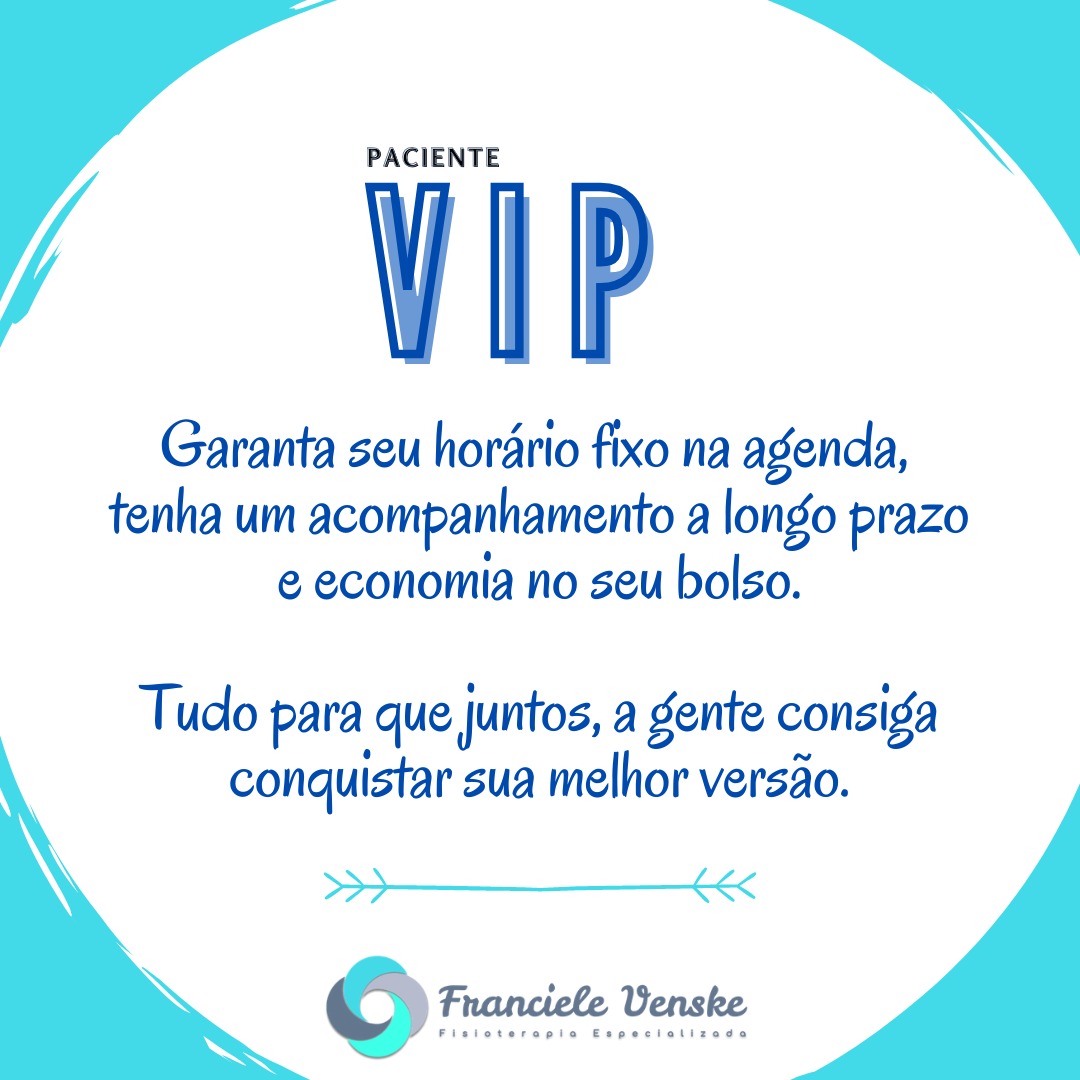 PACIENTE
VIP
Garanta seu horário fixo na agenda,
tenha um acompanhamento a longo prazo
e economia no seu bolso.
Tudo para que juntos, a gente consiga
conquistar sua melhor versão.
Franciele Venske
Fisioterapia Especializada